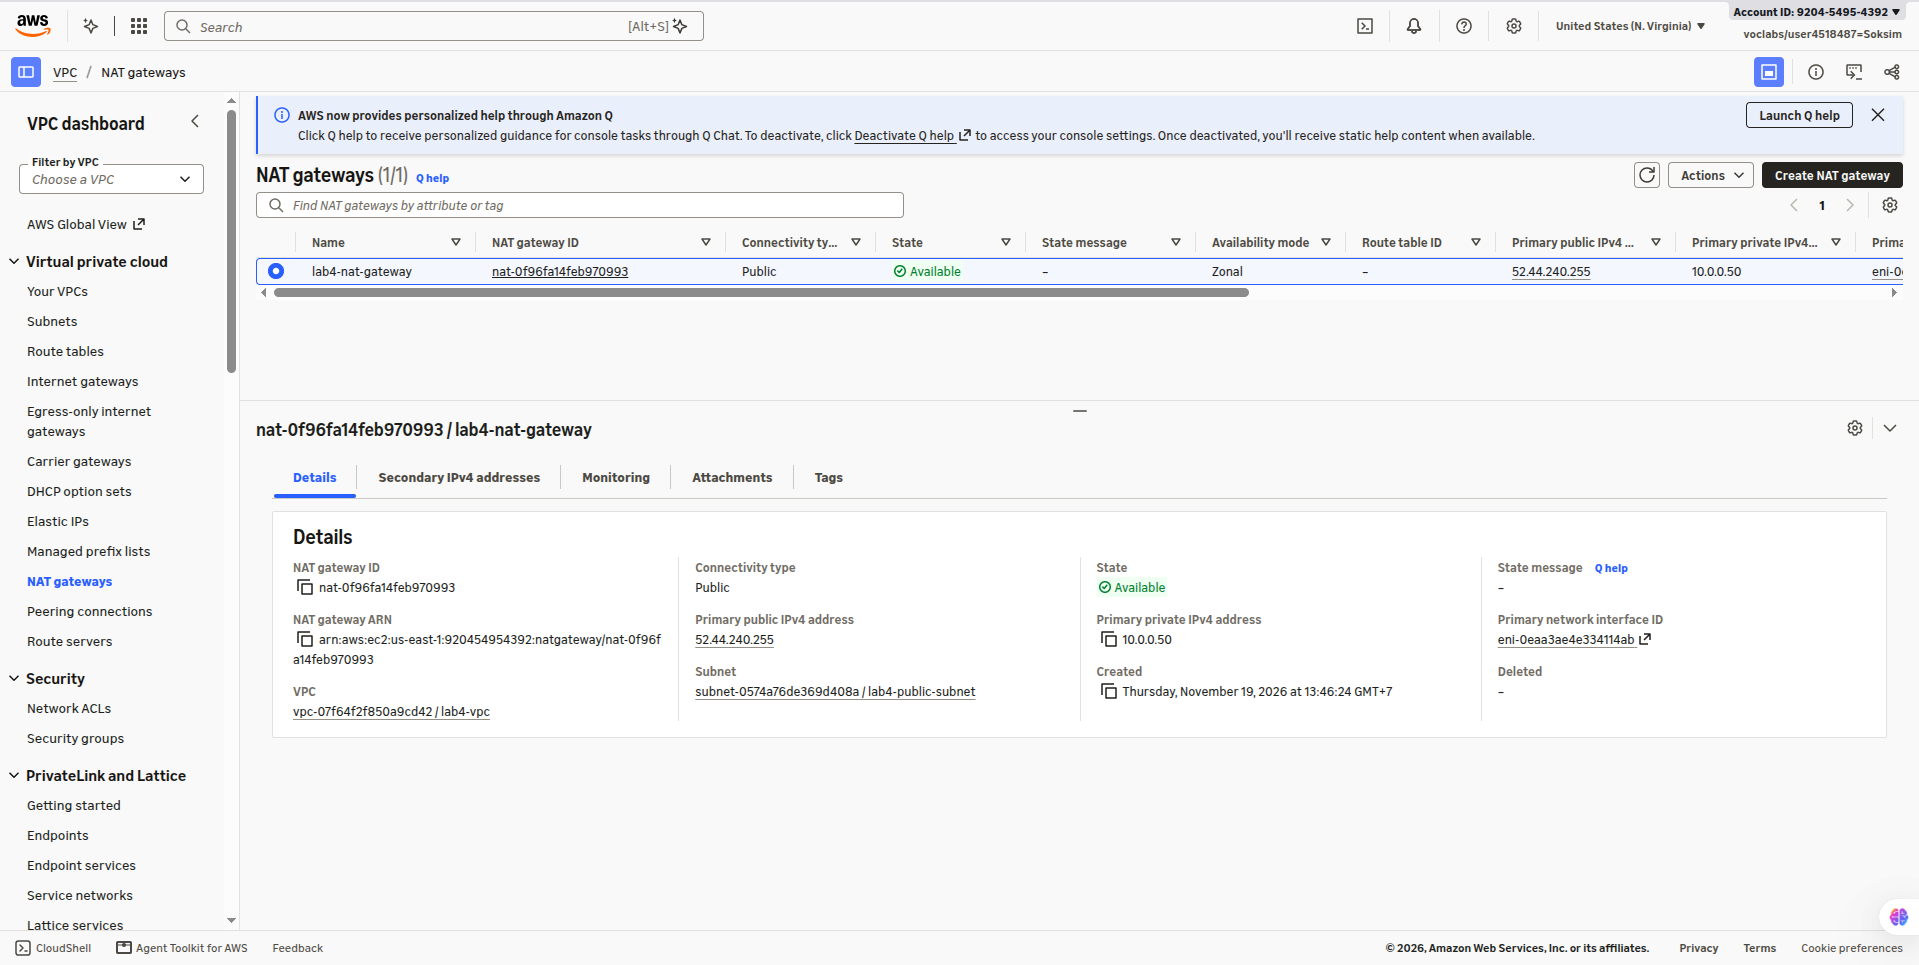 aws
Search
[Alt+S]
United States (N. Virginia)
Account ID: 9204-5495-4392
voclabs/user4518487=Soksim
VPC / NAT gateways
VPC dashboard
Filter by VPC
Choose a VPC
AWS Global View
Virtual private cloud
Your VPCs
Subnets
Route tables
Internet gateways
Egress-only internet
gateways
Carrier gateways
DHCP option sets
Elastic IPs
Managed prefix lists
NAT gateways
Peering connections
Route servers
Security
Network ACLs
Security groups
PrivateLink and Lattice
Getting started
Endpoints
Endpoint services
Service networks
Lattice services
AWS now provides personalized help through Amazon Q
Click Q help to receive personalized guidance for console tasks through Q Chat. To deactivate, click Deactivate Q help to access your console settings. Once deactivated, you'll receive static help content when available.
Launch Q help
NAT gateways (1/1) Q help
Actions
Create NAT gateway
Find NAT gateways by attribute or tag
1
Name NAT gateway ID Connectivity ty... State State message Availability mode Route table ID Primary public IPv4 ... Primary private IPv4... Prima
lab4-nat-gateway nat-0f96fa14feb970993 Public Available – Zonal – 52.44.240.255 10.0.0.50 eni-0
nat-0f96fa14feb970993 / lab4-nat-gateway
Details Secondary IPv4 addresses Monitoring Attachments Tags
Details
NAT gateway ID
nat-0f96fa14feb970993
NAT gateway ARN
arn:aws:ec2:us-east-1:920454954392:natgateway/nat-0f96f
a14feb970993
VPC
vpc-07f64f2f850a9cd42 / lab4-vpc
Connectivity type
Public
Primary public IPv4 address
52.44.240.255
Subnet
subnet-0574a76de369d408a / lab4-public-subnet
State
Available
Primary private IPv4 address
10.0.0.50
Created
Thursday, November 19, 2026 at 13:46:24 GMT+7
State message Q help
–
Primary network interface ID
eni-0eaa3ae4e334114ab
Deleted
–
CloudShell Agent Toolkit for AWS Feedback
© 2026, Amazon Web Services, Inc. or its affiliates. Privacy Terms Cookie preferences